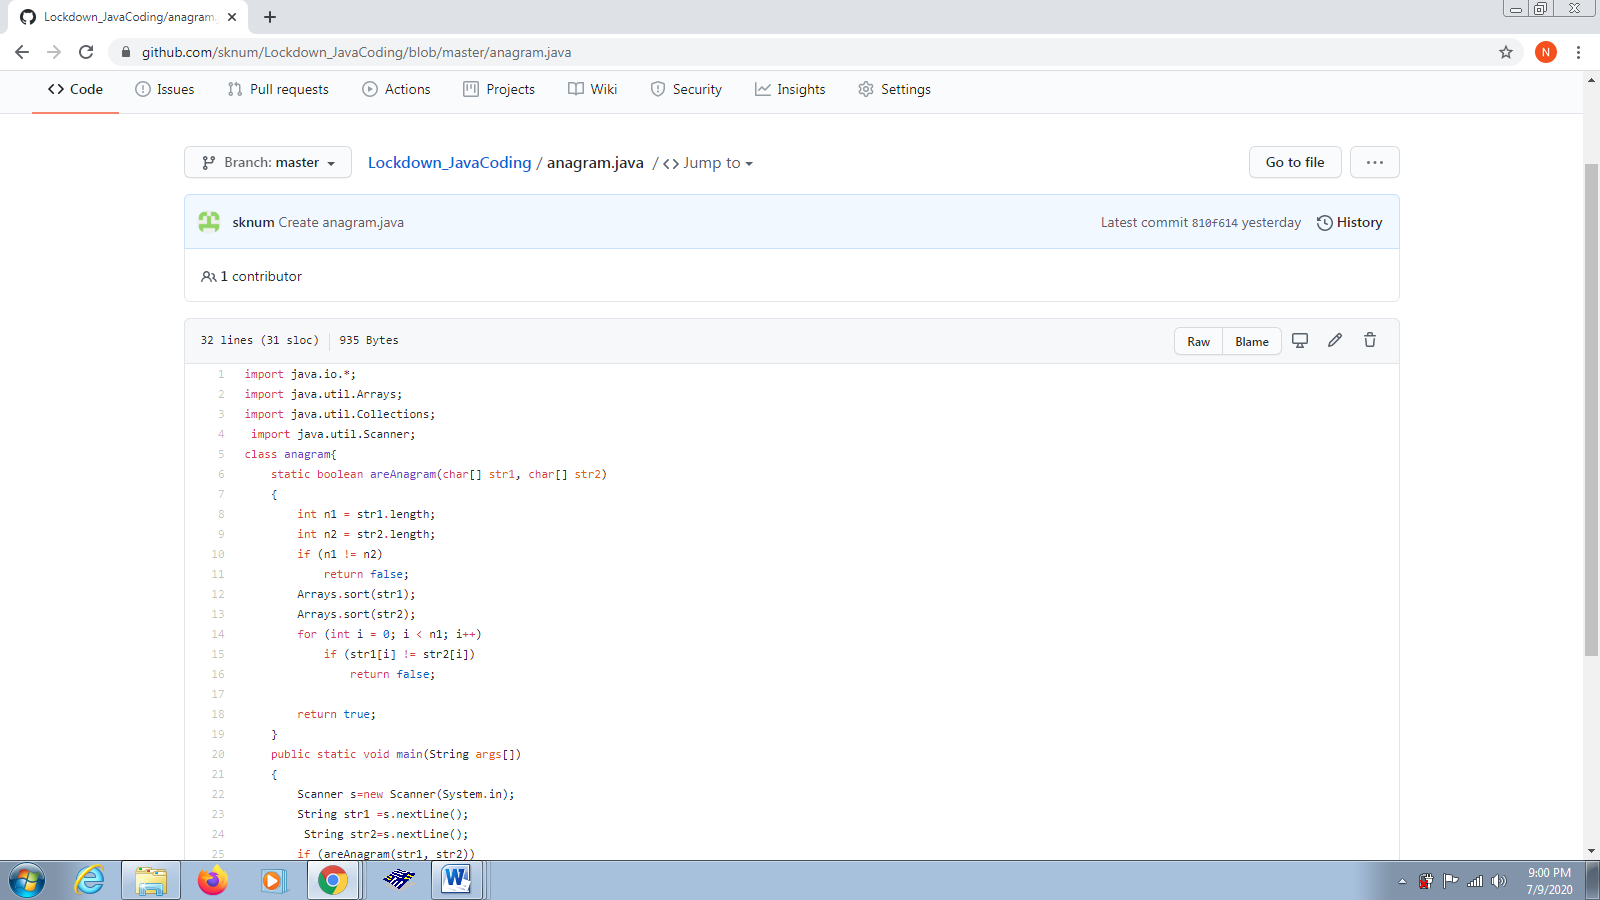 Lockdown_JavaCoding/anagram.
github.com/sknum/Lockdown_JavaCoding/blob/master/anagram.java
N
Code Issues Pull requests Actions Projects Wiki Security Insights Settings
Branch: master Lockdown_JavaCoding / anagram.java / <> Jump to Go to file ...
sknum Create anagram.java Latest commit 810f614 yesterday History
1 contributor
32 lines (31 sloc) 935 Bytes Raw Blame
1 import java.io.*;
2 import java.util.Arrays;
3 import java.util.Collections;
4 import java.util.Scanner;
5 class anagram{
6 static boolean areAnagram(char[] str1, char[] str2)
7 {
8 int n1 = str1.length;
9 int n2 = str2.length;
10 if (n1 != n2)
11 return false;
12 Arrays.sort(str1);
13 Arrays.sort(str2);
14 for (int i = 0; i < n1; i++)
15 if (str1[i] != str2[i])
16 return false;
17
18 return true;
19 }
20 public static void main(String args[])
21 {
22 Scanner s=new Scanner(System.in);
23 String str1 =s.nextLine();
24 String str2=s.nextLine();
25 if (areAnagram(str1, str2))
9:00 PM
7/9/2020